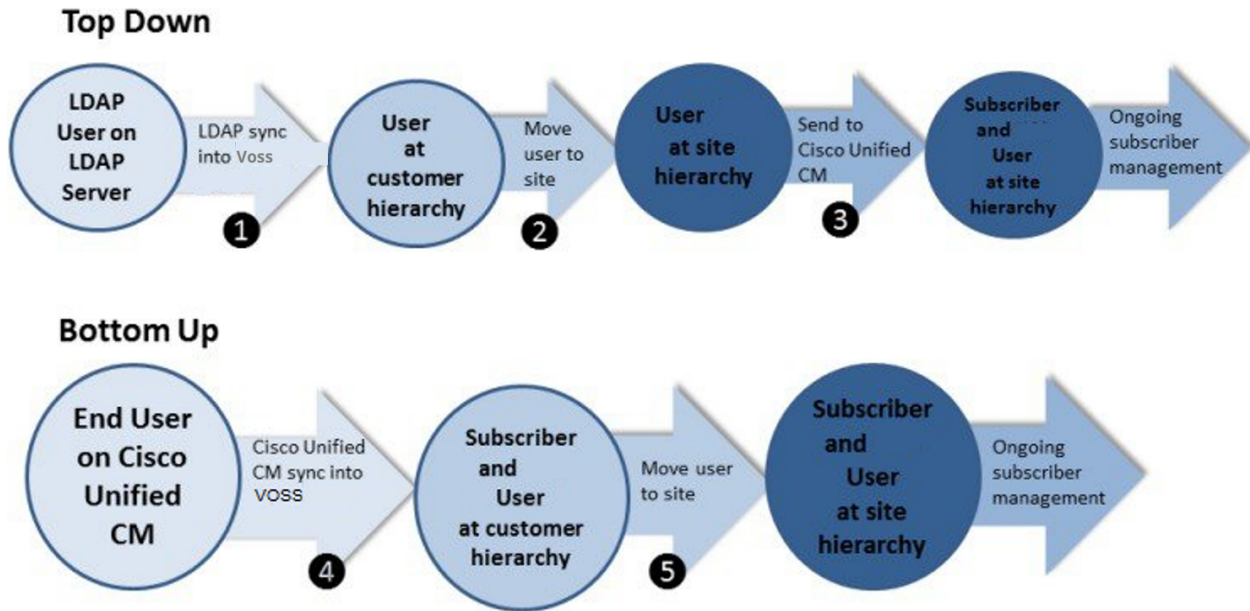 Top Down
LDAP
User on
LDAP
Server
LDAP sync
into Voss
1
User
at
customer
hierarchy
Move
user to
site
2
User
at site
hierarchy
Send to
Cisco Unified
CM
3
Subscriber
and
User
at site
hierarchy
Ongoing
subscriber
management
Bottom Up
End User
on Cisco
Unified
CM
Cisco Unified
CM sync into
VOSS
4
Subscriber
and
User
at customer
hierarchy
Move user
to site
5
Subscriber
and
User
at site
hierarchy
Ongoing
subscriber
management